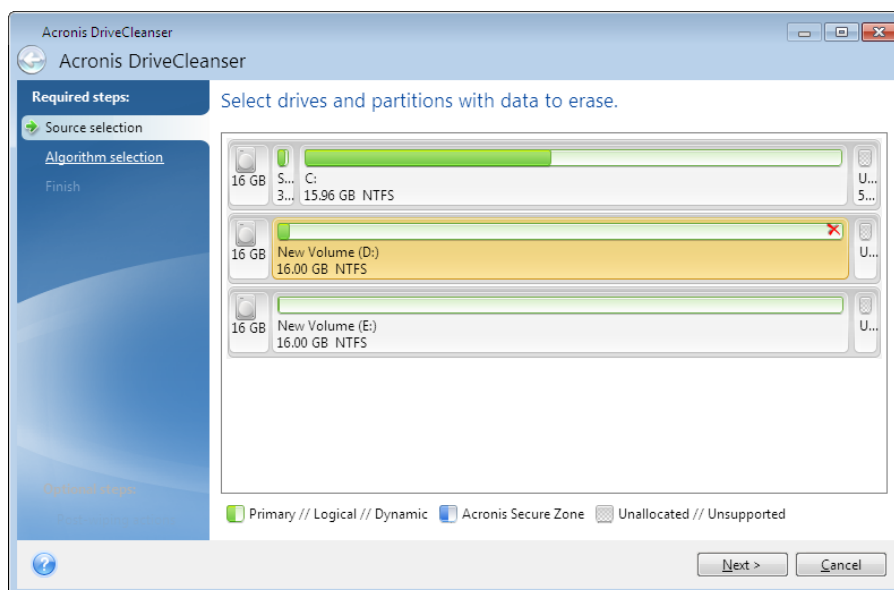 Acronis DriveCleanser
Acronis DriveCleanser
Required steps:
Source selection
Algorithm selection
Finish
Select drives and partitions with data to erase.
16 GB
S...
3...
C:
15.96 GB NTFS
U...
5...
16 GB
New Volume (D:)
16.00 GB NTFS
U...
16 GB
New Volume (E:)
16.00 GB NTFS
U...
Optional steps:
Primary // Logical // Dynamic
Acronis Secure Zone
Unallocated // Unsupported
Next >
Cancel